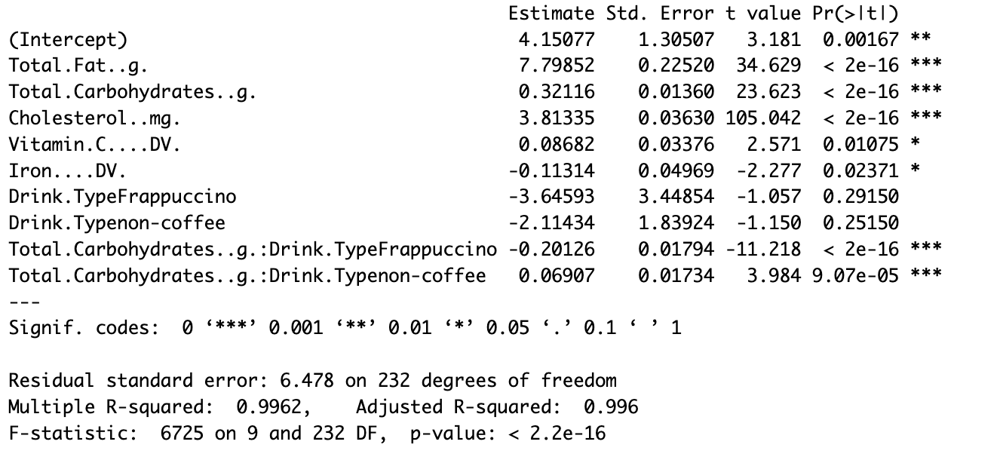 Estimate Std. Error t value Pr(>|t|)
(Intercept) 4.15077 1.30507 3.181 0.00167 **
Total.Fat..g. 7.79852 0.22520 34.629 < 2e-16 ***
Total.Carbohydrates..g. 0.32116 0.01360 23.623 < 2e-16 ***
Cholesterol..mg. 3.81335 0.03630 105.042 < 2e-16 ***
Vitamin.C....DV. 0.08682 0.03376 2.571 0.01075 *
Iron....DV. -0.11314 0.04969 -2.277 0.02371 *
Drink.TypeFrappuccino -3.64593 3.44854 -1.057 0.29150
Drink.Typenon-coffee -2.11434 1.83924 -1.150 0.25150
Total.Carbohydrates..g.:Drink.TypeFrappuccino -0.20126 0.01794 -11.218 < 2e-16 ***
Total.Carbohydrates..g.:Drink.Typenon-coffee 0.06907 0.01734 3.984 9.07e-05 ***
---
Signif. codes: 0 ‘***’ 0.001 ‘**’ 0.01 ‘*’ 0.05 ‘.’ 0.1 ‘ ’ 1
Residual standard error: 6.478 on 232 degrees of freedom
Multiple R-squared: 0.9962, Adjusted R-squared: 0.996
F-statistic: 6725 on 9 and 232 DF, p-value: < 2.2e-16